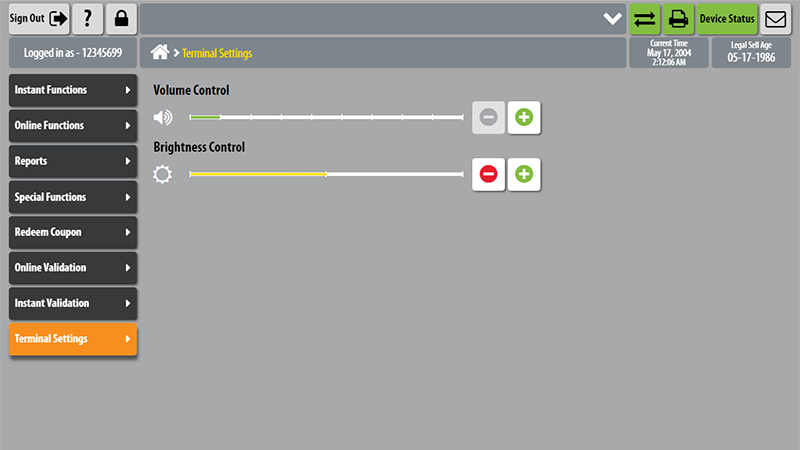 Sign Out
?
Device Status
Logged in as - 12345699
Terminal Settings
Current Time
May 17, 2004
2:12:06 AM
Legal Sell Age
05-17-1986
Instant Functions
Online Functions
Reports
Special Functions
Redeem Coupon
Online Validation
Instant Validation
Terminal Settings
Volume Control
Brightness Control